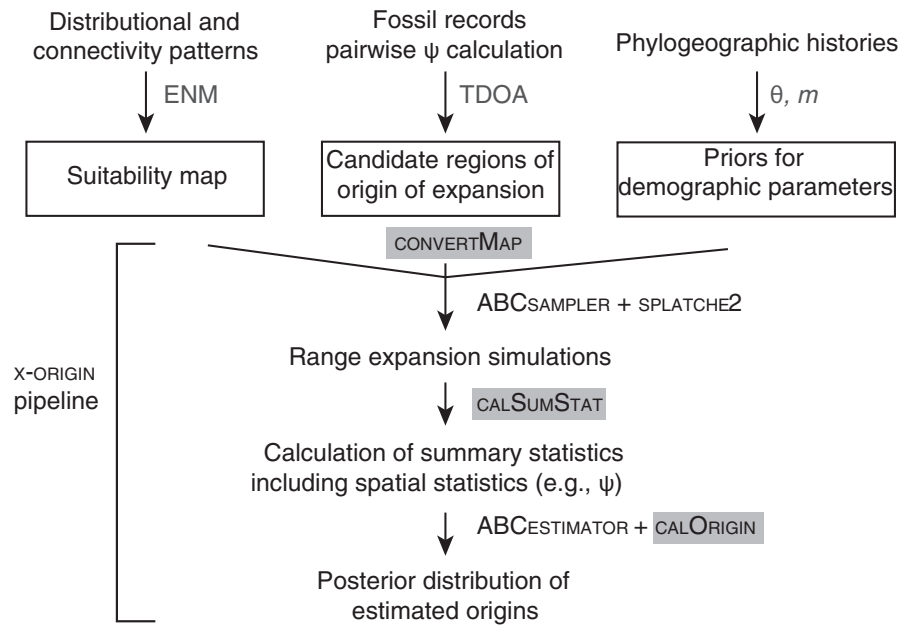 Distributional and
connectivity patterns
ENM
Suitability map
Fossil records
pairwise ψ calculation
TDOA
Candidate regions of
origin of expansion
Phylogeographic histories
θ, m
Priors for
demographic parameters
CONVERTMAP
ABCSAMPLER + SPLATCHE2
Range expansion simulations
X-ORIGIN
pipeline
CALSUMSTAT
Calculation of summary statistics
including spatial statistics (e.g., ψ)
ABCESTIMATOR + CALORIGIN
Posterior distribution of
estimated origins